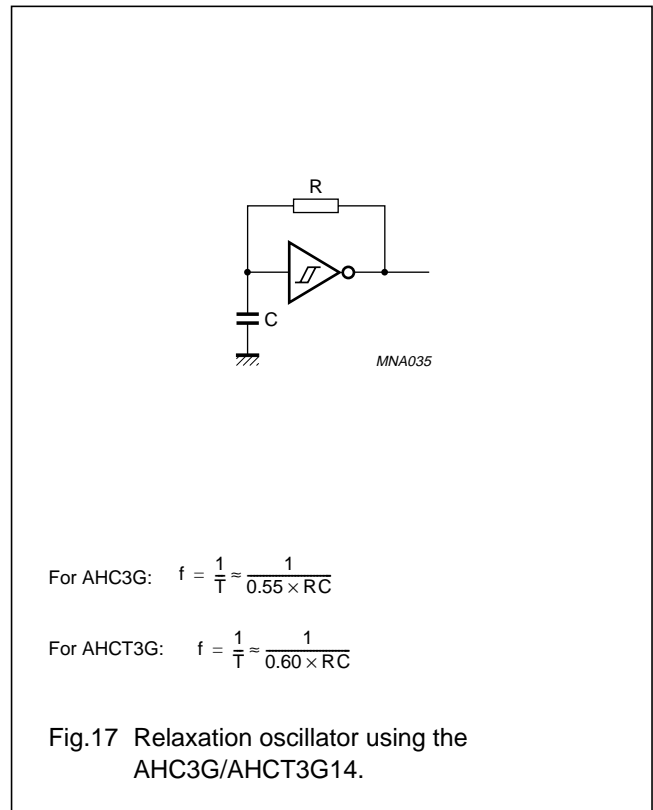 R
C
MNA035
For AHC3G: f = 1/T ≈ 1/(0.55 × RC)
For AHCT3G: f = 1/T ≈ 1/(0.60 × RC)
Fig.17 Relaxation oscillator using the
AHC3G/AHCT3G14.